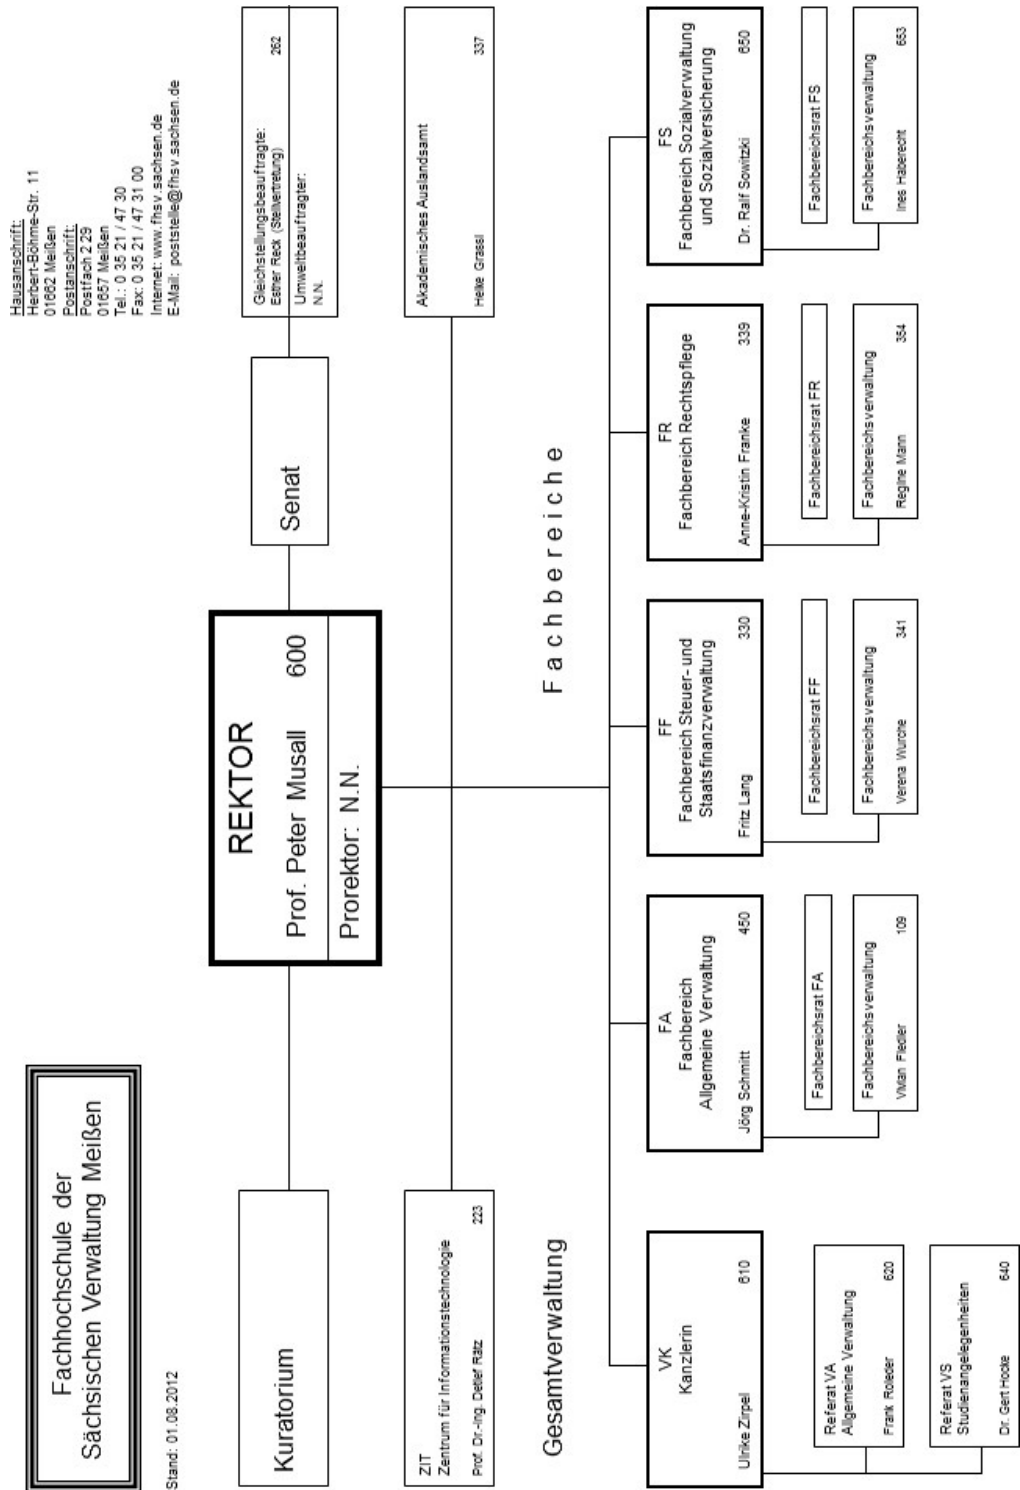 Fachhochschule der
Sächsischen Verwaltung Meißen
Stand: 01.08.2012
Hausanschrift:
Herbert-Böhme-Str. 11
01662 Meißen
Postanschrift:
Postfach 2 29
01657 Meißen
Tel.: 0 35 21 / 47 30
Fax: 0 35 21 / 47 31 00
Internet: www.fhsv.sachsen.de
E-Mail: poststelle@fhsv.sachsen.de
Kuratorium
REKTOR
Prof. Peter Musall 600
Prorektor: N.N.
Senat
Gleichstellungsbeauftragte:
Esther Reck (Stellvertretung) 262
Umweltbeauftragter:
N.N.
ZIT
Zentrum für Informationstechnologie
Prof. Dr.-Ing. Detlef Rätz 223
Akademisches Auslandsamt
Heike Grassl 337
Gesamtverwaltung
Fachbereiche
VK
Kanzlerin
Ulrike Zirpel 610
Referat VA
Allgemeine Verwaltung
Frank Roleder 620
Referat VS
Studienangelegenheiten
Dr. Gert Hocke 640
FA
Fachbereich
Allgemeine Verwaltung
Jörg Schmitt 450
Fachbereichsrat FA
Fachbereichsverwaltung
Vivian Fiedler 109
FF
Fachbereich Steuer- und
Staatsfinanzverwaltung
Fritz Lang 330
Fachbereichsrat FF
Fachbereichsverwaltung
Verena Wurche 341
FR
Fachbereich Rechtspflege
Anne-Kristin Franke 339
Fachbereichsrat FR
Fachbereichsverwaltung
Regine Mann 354
FS
Fachbereich Sozialverwaltung
und Sozialversicherung
Dr. Ralf Sowitzki 650
Fachbereichsrat FS
Fachbereichsverwaltung
Ines Haberecht 653